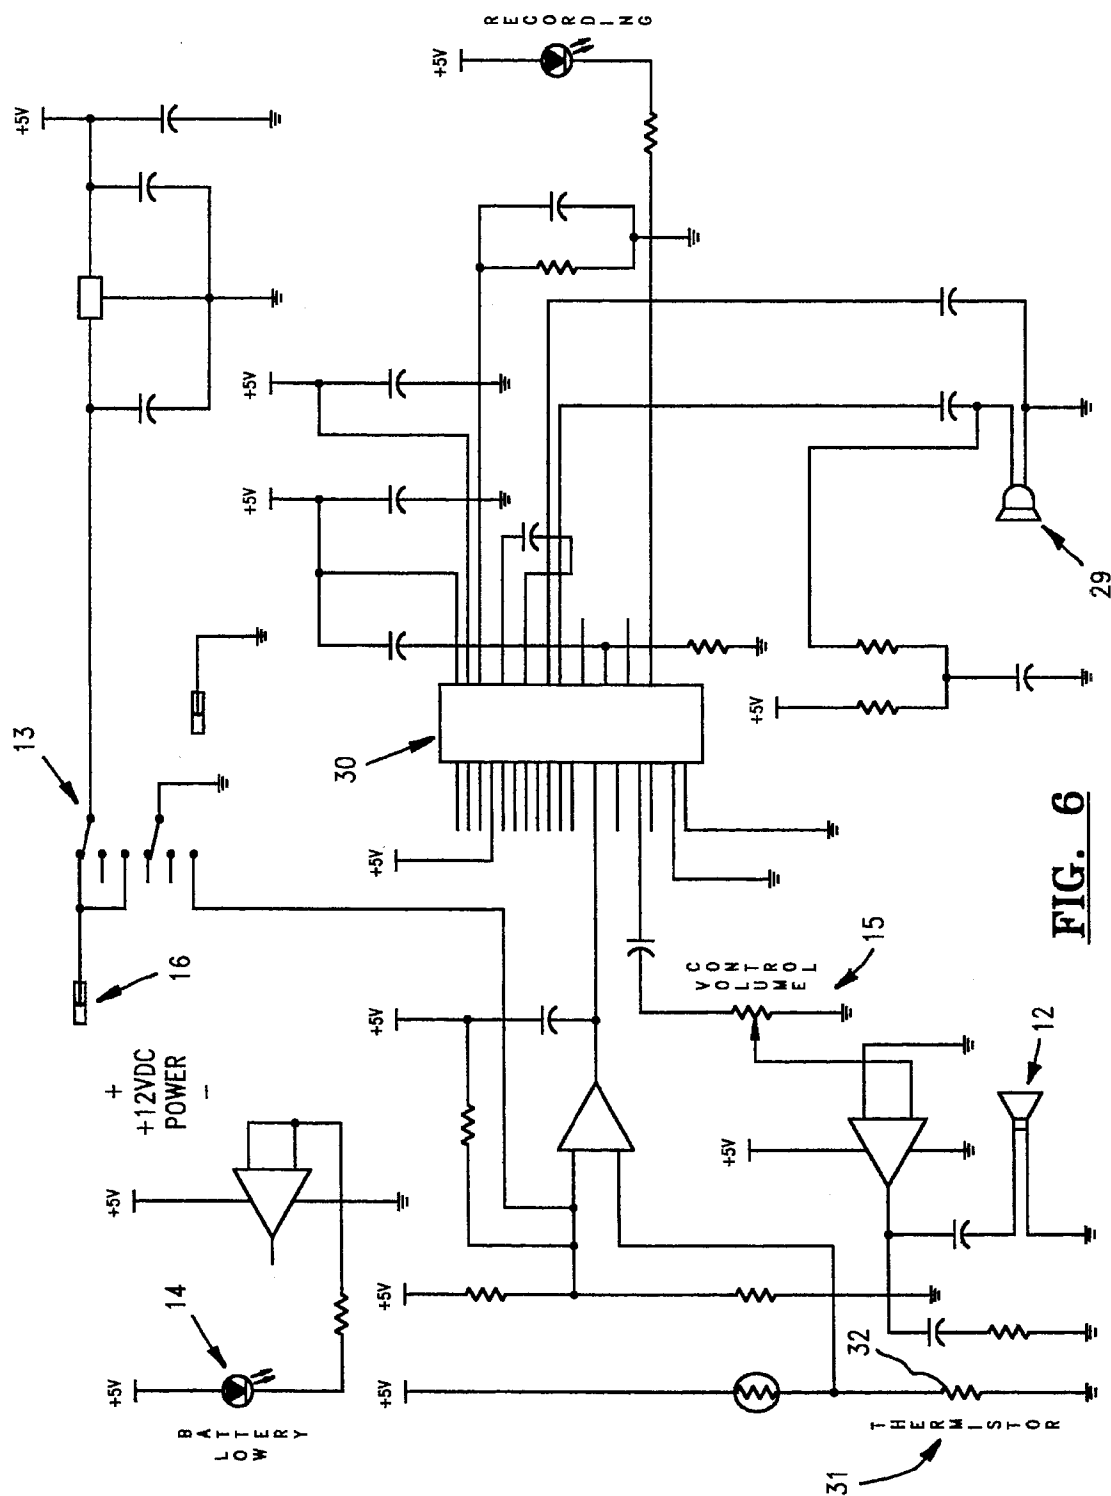 RECORDING
+5V
+5V
+5V
+5V
13
30
29
+5V
+5V
16
CONTROL
VOLUME
15
FIG. 6
+
+12VDC
POWER
-
+5V
+5V
+5V
12
14
+5V
32
+5V
+5V
BATTERY
LOW
THERMISTOR
31